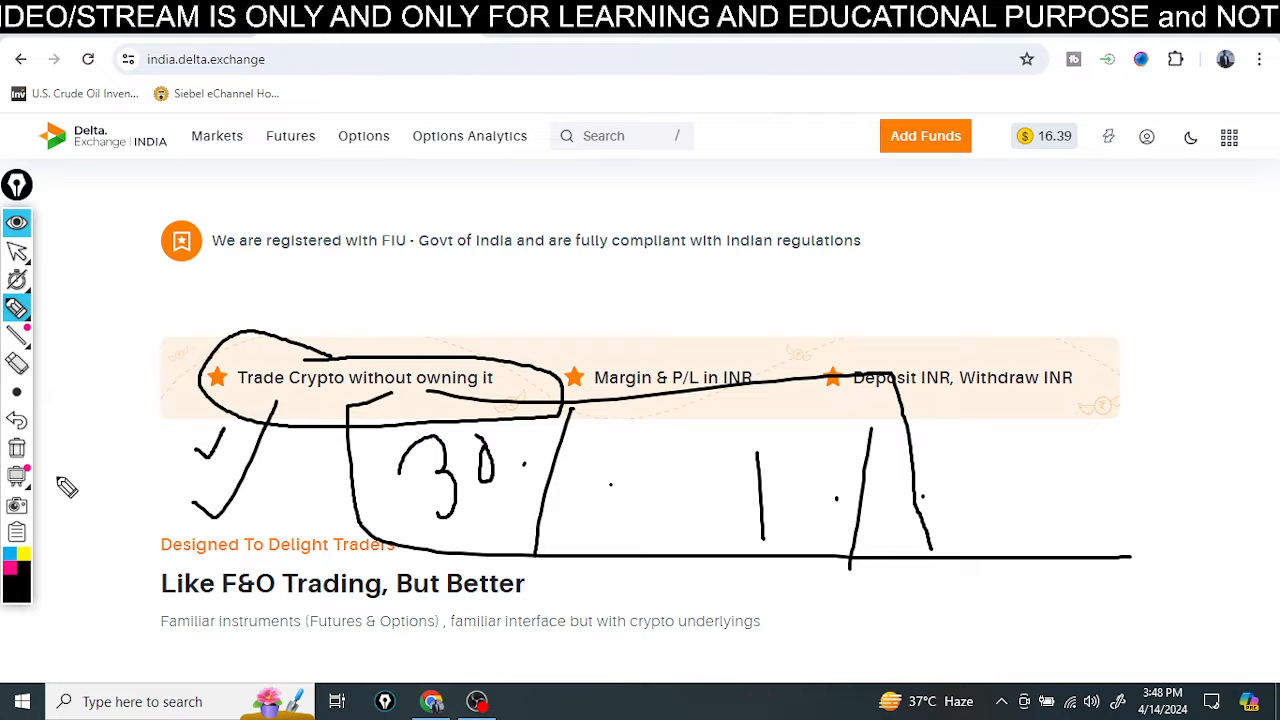 IDEO/STREAM IS ONLY AND ONLY FOR LEARNING AND EDUCATIONAL PURPOSE and NOT
india.delta.exchange
U.S. Crude Oil Inven...
Siebel eChannel Ho...
Delta.
Exchange | INDIA
Markets
Futures
Options
Options Analytics
Search /
Add Funds
16.39
We are registered with FIU - Govt of India and are fully compliant with Indian regulations
Trade Crypto without owning it
Margin & P/L in INR
Deposit INR, Withdraw INR
30
Designed To Delight Traders
Like F&O Trading, But Better
Familiar instruments (Futures & Options) , familiar interface but with crypto underlyings
Type here to search
37°C Haze
3:48 PM
4/14/2024